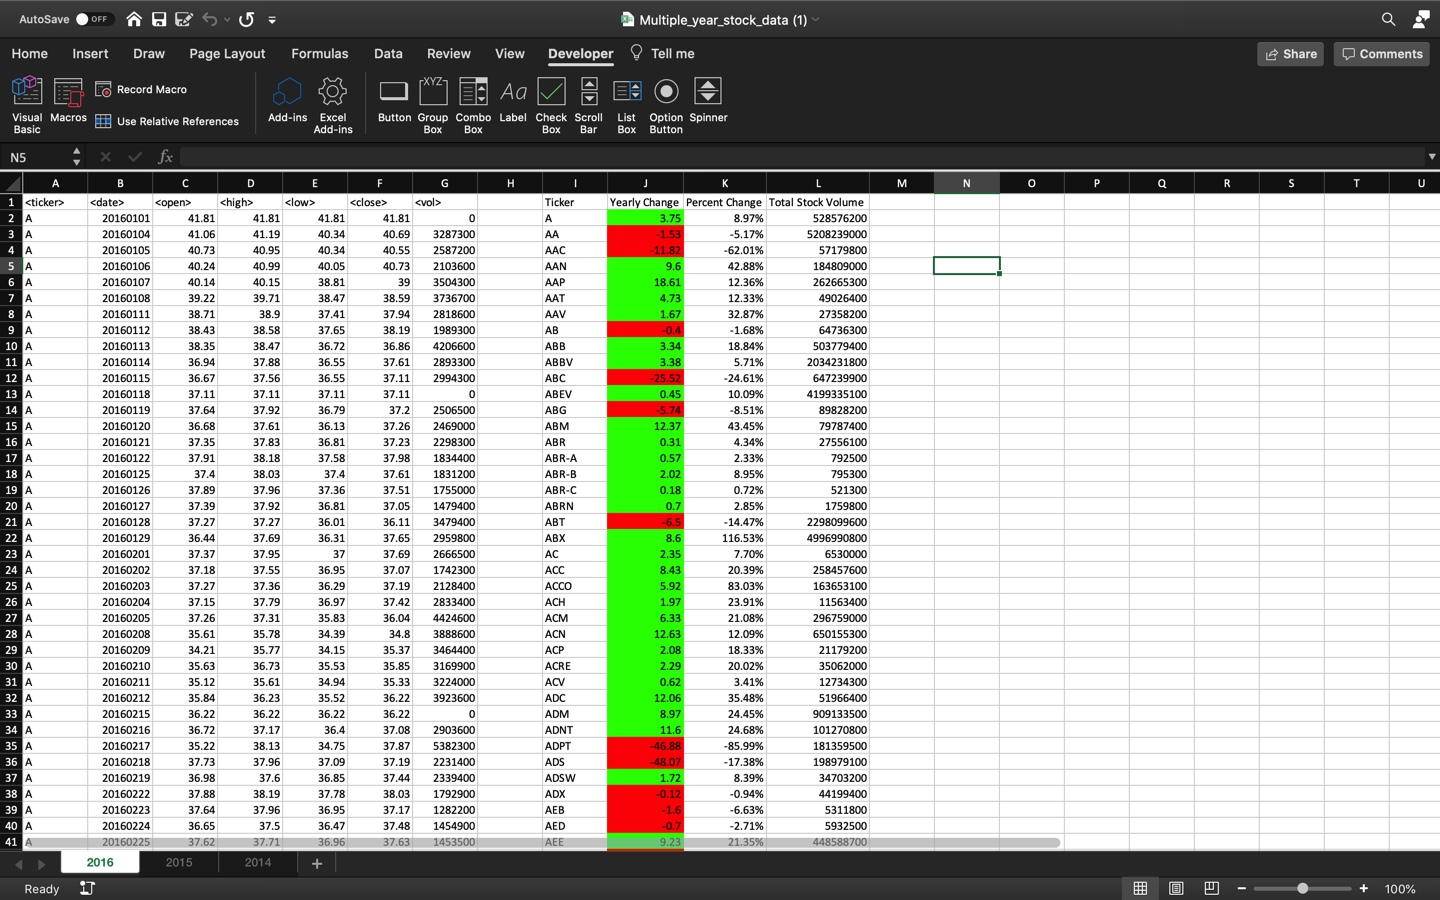 AutoSave OFF Multiple_year_stock_data (1)
Home Insert Draw Page Layout Formulas Data Review View Developer Tell me Share Comments
Visual Basic Macros Record Macro Use Relative References Add-ins Excel Add-ins XYZ Button Group Box Combo Box Aa Label Check Box Scroll Bar List Box Option Button Spinner
N5 fx
A B C D E F G H I J K L M N O P Q R S T U
1 <ticker> <date> <open> <high> <low> <close> <vol> Ticker Yearly Change Percent Change Total Stock Volume
2 A 20160101 41.81 41.81 41.81 41.81 0 A 3.75 8.97% 528576200
3 A 20160104 41.06 41.19 40.34 40.69 3287300 AA -1.53 -5.17% 5208239000
4 A 20160105 40.73 40.95 40.34 40.55 2587200 AAC -11.82 -62.01% 57179800
5 A 20160106 40.24 40.99 40.05 40.73 2103600 AAN 9.6 42.88% 184809000
6 A 20160107 40.14 40.15 38.81 39 3504300 AAP 18.61 12.36% 262665300
7 A 20160108 39.22 39.71 38.47 38.59 3736700 AAT 4.73 12.33% 49026400
8 A 20160111 38.71 38.9 37.41 37.94 2818600 AAV 1.67 32.87% 27358200
9 A 20160112 38.43 38.58 37.65 38.19 1989300 AB -0.4 -1.68% 64736300
10 A 20160113 38.35 38.47 36.72 36.86 4206600 ABB 3.34 18.84% 503779400
11 A 20160114 36.94 37.88 36.55 37.61 2893300 ABBV 3.38 5.71% 2034231800
12 A 20160115 36.67 37.56 36.55 37.11 2994300 ABC -25.52 -24.61% 647239900
13 A 20160118 37.11 37.11 37.11 37.11 0 ABEV 0.45 10.09% 4199335100
14 A 20160119 37.64 37.92 36.79 37.2 2506500 ABG -5.74 -8.51% 89828200
15 A 20160120 36.68 37.61 36.13 37.26 2469000 ABM 12.37 43.45% 79787400
16 A 20160121 37.35 37.83 36.81 37.23 2298300 ABR 0.31 4.34% 27556100
17 A 20160122 37.91 38.18 37.58 37.98 1834400 ABR-A 0.57 2.33% 792500
18 A 20160125 37.4 38.03 37.4 37.61 1831200 ABR-B 2.02 8.95% 795300
19 A 20160126 37.89 37.96 37.36 37.51 1755000 ABR-C 0.18 0.72% 521300
20 A 20160127 37.39 37.92 36.81 37.05 1479400 ABRN 0.7 2.85% 1759800
21 A 20160128 37.27 37.27 36.01 36.11 3479400 ABT -6.5 -14.47% 2298099600
22 A 20160129 36.44 37.69 36.31 37.65 2959800 ABX 8.6 116.53% 4996990800
23 A 20160201 37.37 37.95 37 37.69 2666500 AC 2.35 7.70% 6530000
24 A 20160202 37.18 37.55 36.95 37.07 1742300 ACC 8.43 20.39% 258457600
25 A 20160203 37.27 37.36 36.29 37.19 2128400 ACCO 5.92 83.03% 163653100
26 A 20160204 37.15 37.79 36.97 37.42 2833400 ACH 1.97 23.91% 11563400
27 A 20160205 37.26 37.31 35.83 36.04 4424600 ACM 6.33 21.08% 296759000
28 A 20160208 35.61 35.78 34.39 34.8 3888600 ACN 12.63 12.09% 650155300
29 A 20160209 34.21 35.77 34.15 35.37 3464400 ACP 2.08 18.33% 21179200
30 A 20160210 35.63 36.73 35.53 35.85 3169900 ACRE 2.29 20.02% 35062000
31 A 20160211 35.12 35.61 34.94 35.33 3224000 ACV 0.62 3.41% 12734300
32 A 20160212 35.84 36.23 35.52 36.22 3923600 ADC 12.06 35.48% 51966400
33 A 20160215 36.22 36.22 36.22 36.22 0 ADM 8.97 24.45% 909133500
34 A 20160216 36.72 37.17 36.4 37.08 2903600 ADNT 11.6 24.68% 101270800
35 A 20160217 35.22 38.13 34.75 37.87 5382300 ADPT -46.88 -85.99% 181359500
36 A 20160218 37.73 37.96 37.09 37.19 2231400 ADS -48.07 -17.38% 198979100
37 A 20160219 36.98 37.6 36.85 37.44 2339400 ADSW 1.72 8.39% 34703200
38 A 20160222 37.88 38.19 37.78 38.03 1792900 ADX -0.12 -0.94% 44199400
39 A 20160223 37.64 37.96 36.95 37.17 1282200 AEB -1.6 -6.63% 5311800
40 A 20160224 36.65 37.5 36.47 37.48 1454900 AED -0.7 -2.71% 5932500
41 A 20160225 37.62 37.71 36.96 37.63 1453500 AEE 9.23 21.35% 448588700
2016 2015 2014
Ready 100%